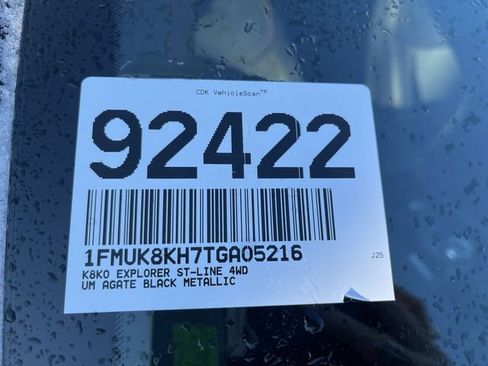 CDK VehicleScan™
92422
1FMUK8KH7TGA05216
K8KO EXPLORER ST-LINE 4WD
UM AGATE BLACK METALLIC
J25